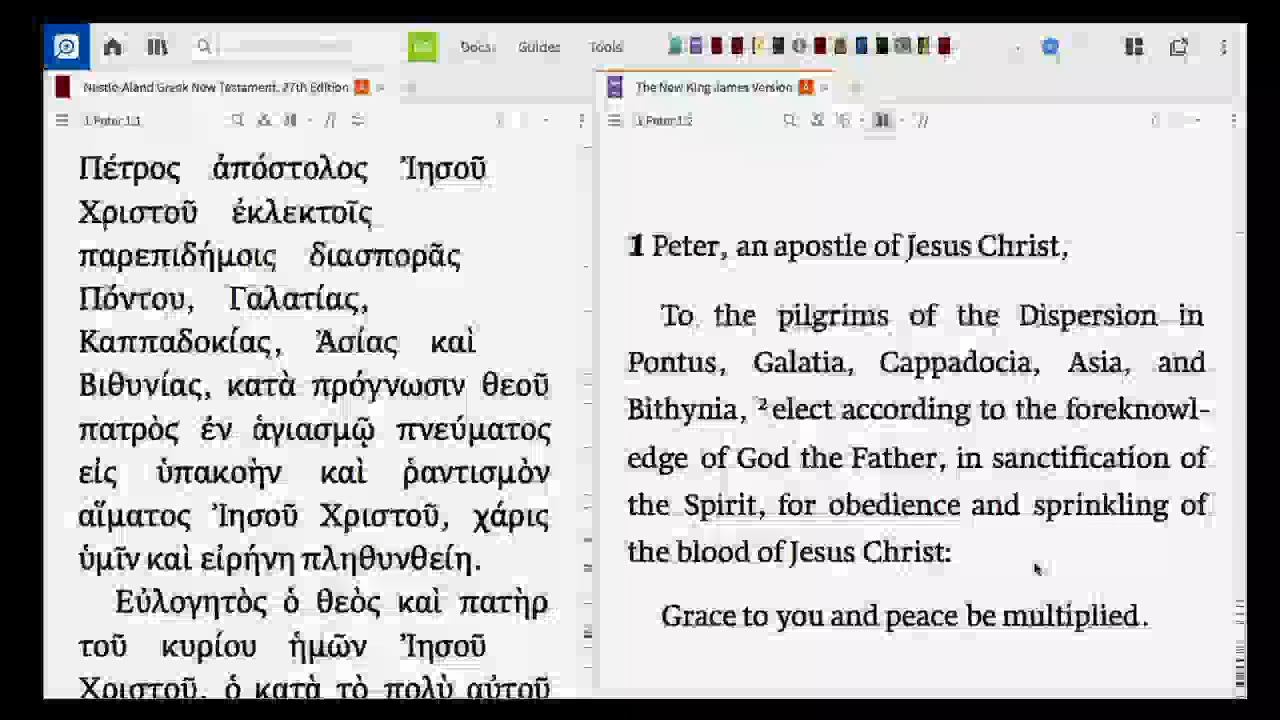 Docs
Guides
Tools
Nestle-Aland Greek New Testament, 27th Edition
1 Peter 1:1
Πέτρος ἀπόστολος Ἰησοῦ
Χριστοῦ ἐκλεκτοῖς
παρεπιδήμοις διασπορᾶς
Πόντου, Γαλατίας,
Καππαδοκίας, Ἀσίας καὶ
Βιθυνίας, κατὰ πρόγνωσιν θεοῦ
πατρὸς ἐν ἁγιασμῷ πνεύματος
εἰς ὑπακοὴν καὶ ῥαντισμὸν
αἵματος Ἰησοῦ Χριστοῦ, χάρις
ὑμῖν καὶ εἰρήνη πληθυνθείη.
Εὐλογητὸς ὁ θεὸς καὶ πατὴρ
τοῦ κυρίου ἡμῶν Ἰησοῦ
Χριστοῦ, ὁ κατὰ τὸ πολὺ αὐτοῦ
The New King James Version
1 Peter 1:2
1 Peter, an apostle of Jesus Christ,
To the pilgrims of the Dispersion in
Pontus, Galatia, Cappadocia, Asia, and
Bithynia, ² elect according to the foreknowl-
edge of God the Father, in sanctification of
the Spirit, for obedience and sprinkling of
the blood of Jesus Christ:
Grace to you and peace be multiplied.